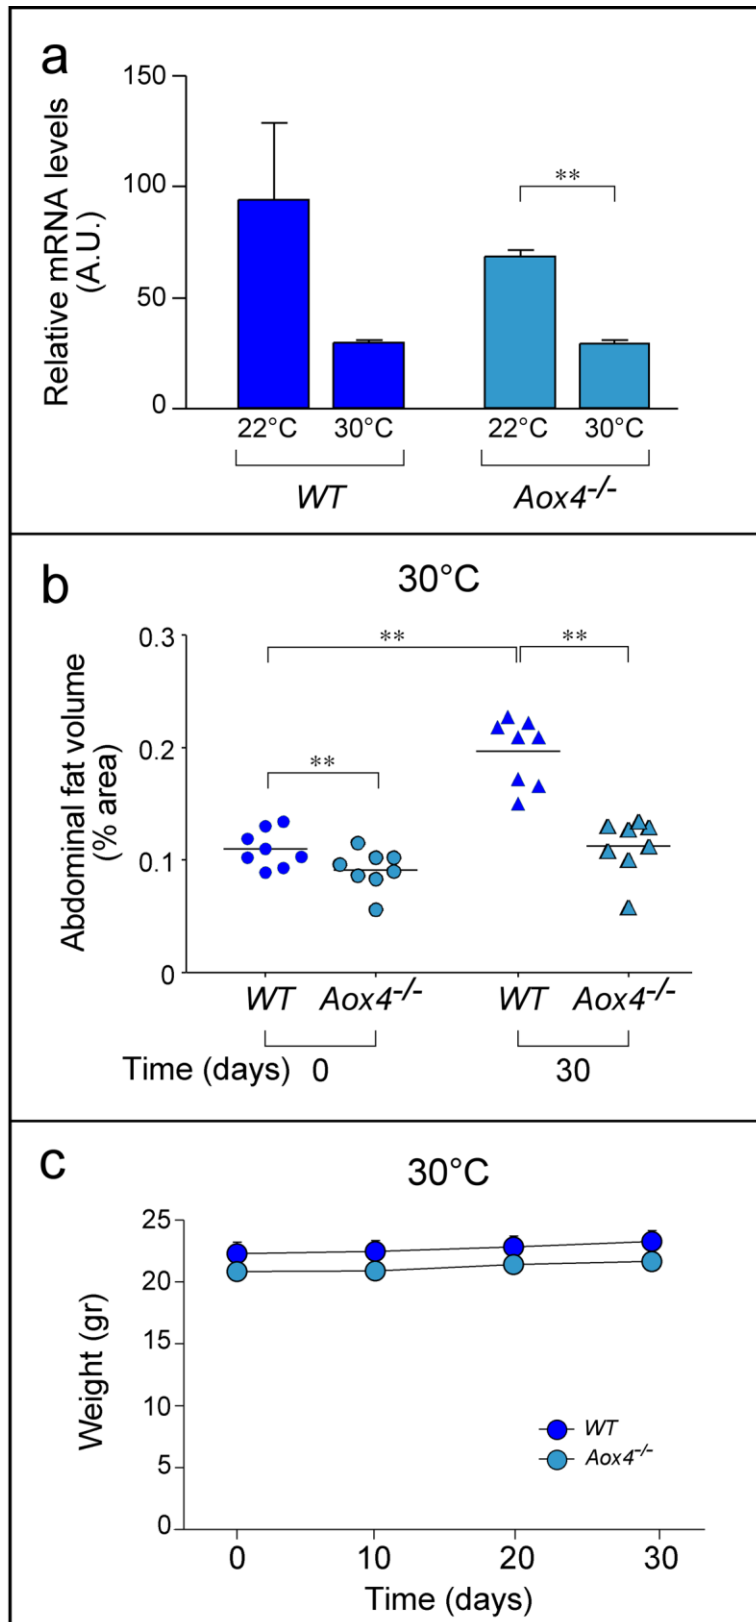 a
Relative mRNA levels
(A.U.)
150
100
50
0
**
22°C 30°C 22°C 30°C
WT Aox4-/-
b
30°C
Abdominal fat volume
(% area)
0.3
0.2
0.1
0
** **
**
WT Aox4-/- WT Aox4-/-
Time (days) 0 30
c
30°C
Weight (gr)
25
20
15
10
5
0
WT
Aox4-/-
0 10 20 30
Time (days)